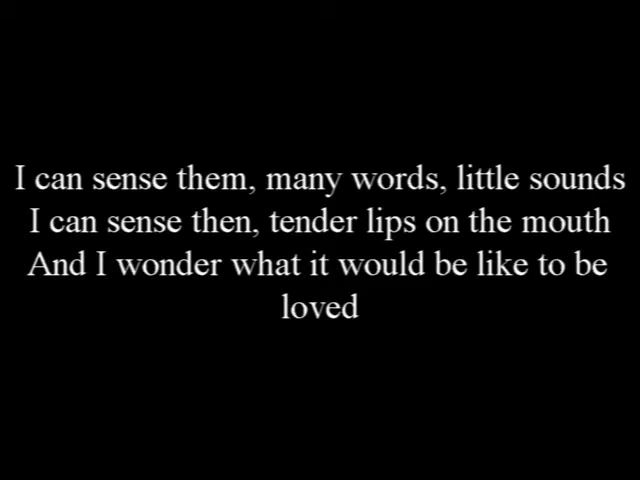 I can sense them, many words, little sounds
I can sense then, tender lips on the mouth
And I wonder what it would be like to be
loved